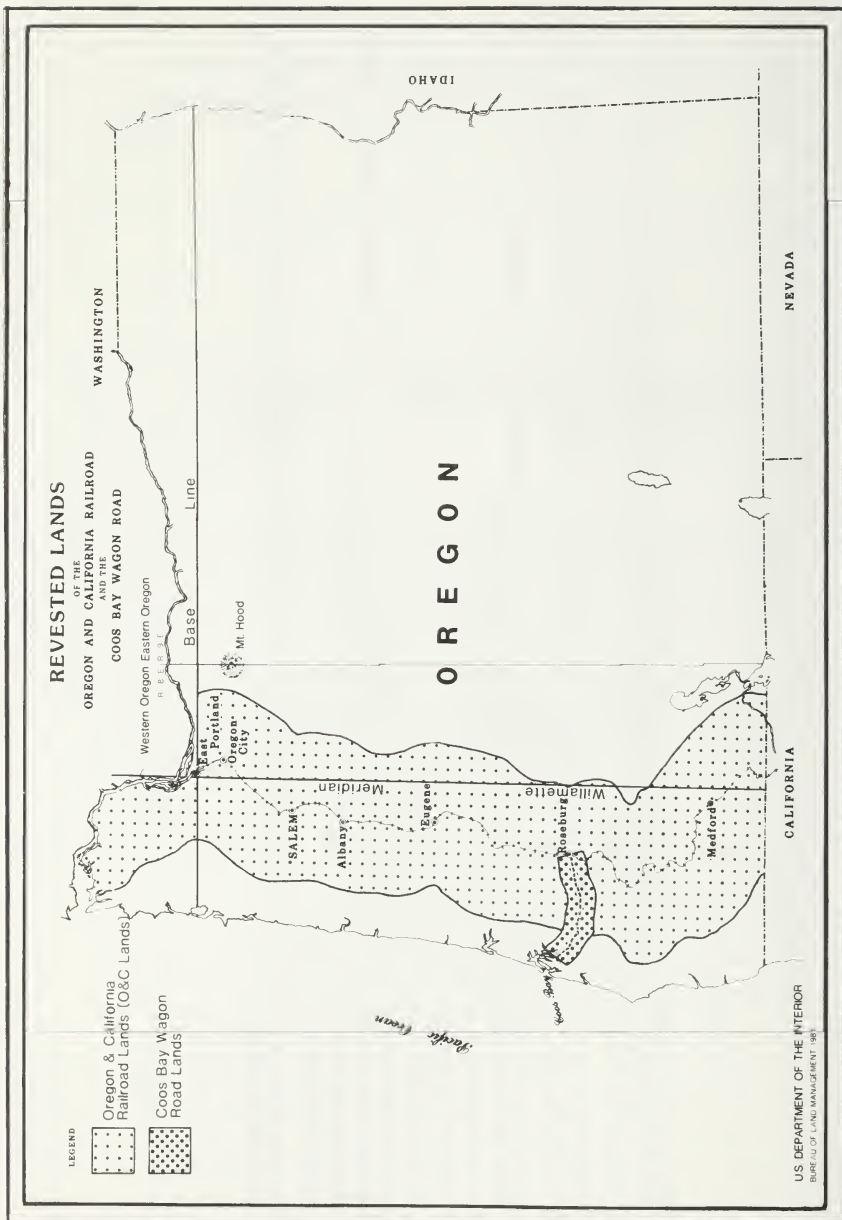 REVESTED LANDS
OF THE
OREGON AND CALIFORNIA RAILROAD
AND THE
COOS BAY WAGON ROAD
WASHINGTON
Western Oregon Eastern Oregon
Base Line
East
Portland
Oregon
City
Mt. Hood
SALEM
Albany
Meridian
Eugene
OREGON
IDAHO
Roseburg
Willamette
Coos Bay
Medford
Pacific Ocean
CALIFORNIA
NEVADA
LEGEND
Oregon & California
Railroad Lands (O&C Lands)
Coos Bay Wagon
Road Lands
U.S. DEPARTMENT OF THE INTERIOR
BUREAU OF LAND MANAGEMENT